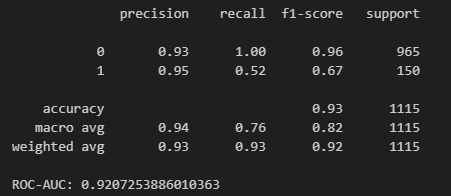 precision recall f1-score support
0 0.93 1.00 0.96 965
1 0.95 0.52 0.67 150
accuracy 0.93 1115
macro avg 0.94 0.76 0.82 1115
weighted avg 0.93 0.93 0.92 1115
ROC-AUC: 0.9207253886010363